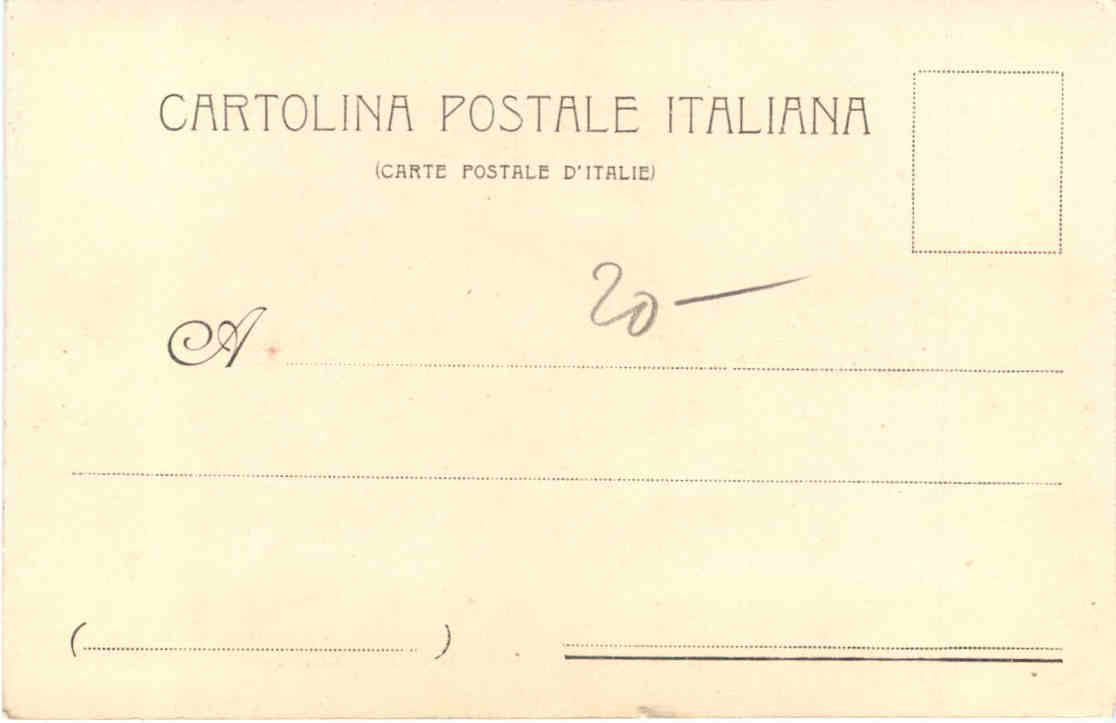 CARTOLINA POSTALE ITALIANA
(CARTE POSTALE D'ITALIE)
20—
A
( )